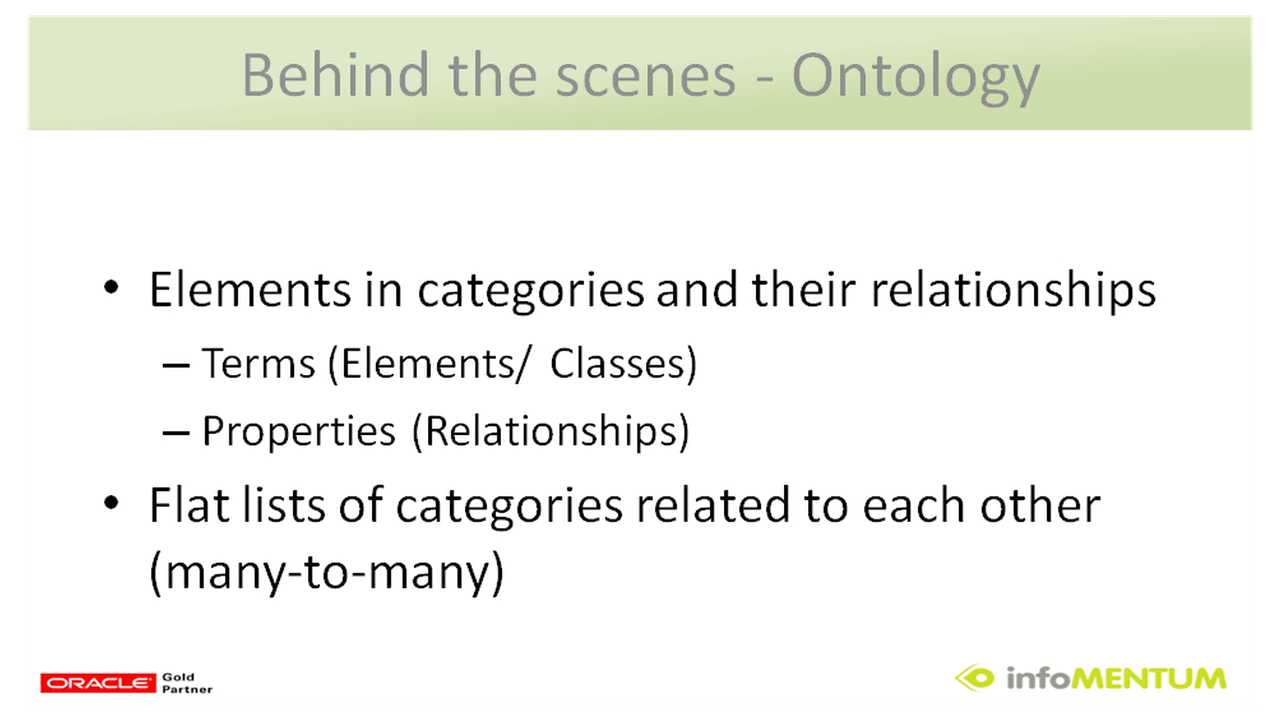 Behind the scenes - Ontology
• Elements in categories and their relationships
– Terms (Elements/ Classes)
– Properties (Relationships)
• Flat lists of categories related to each other
(many-to-many)
ORACLE Gold
Partner
infoMENTUM